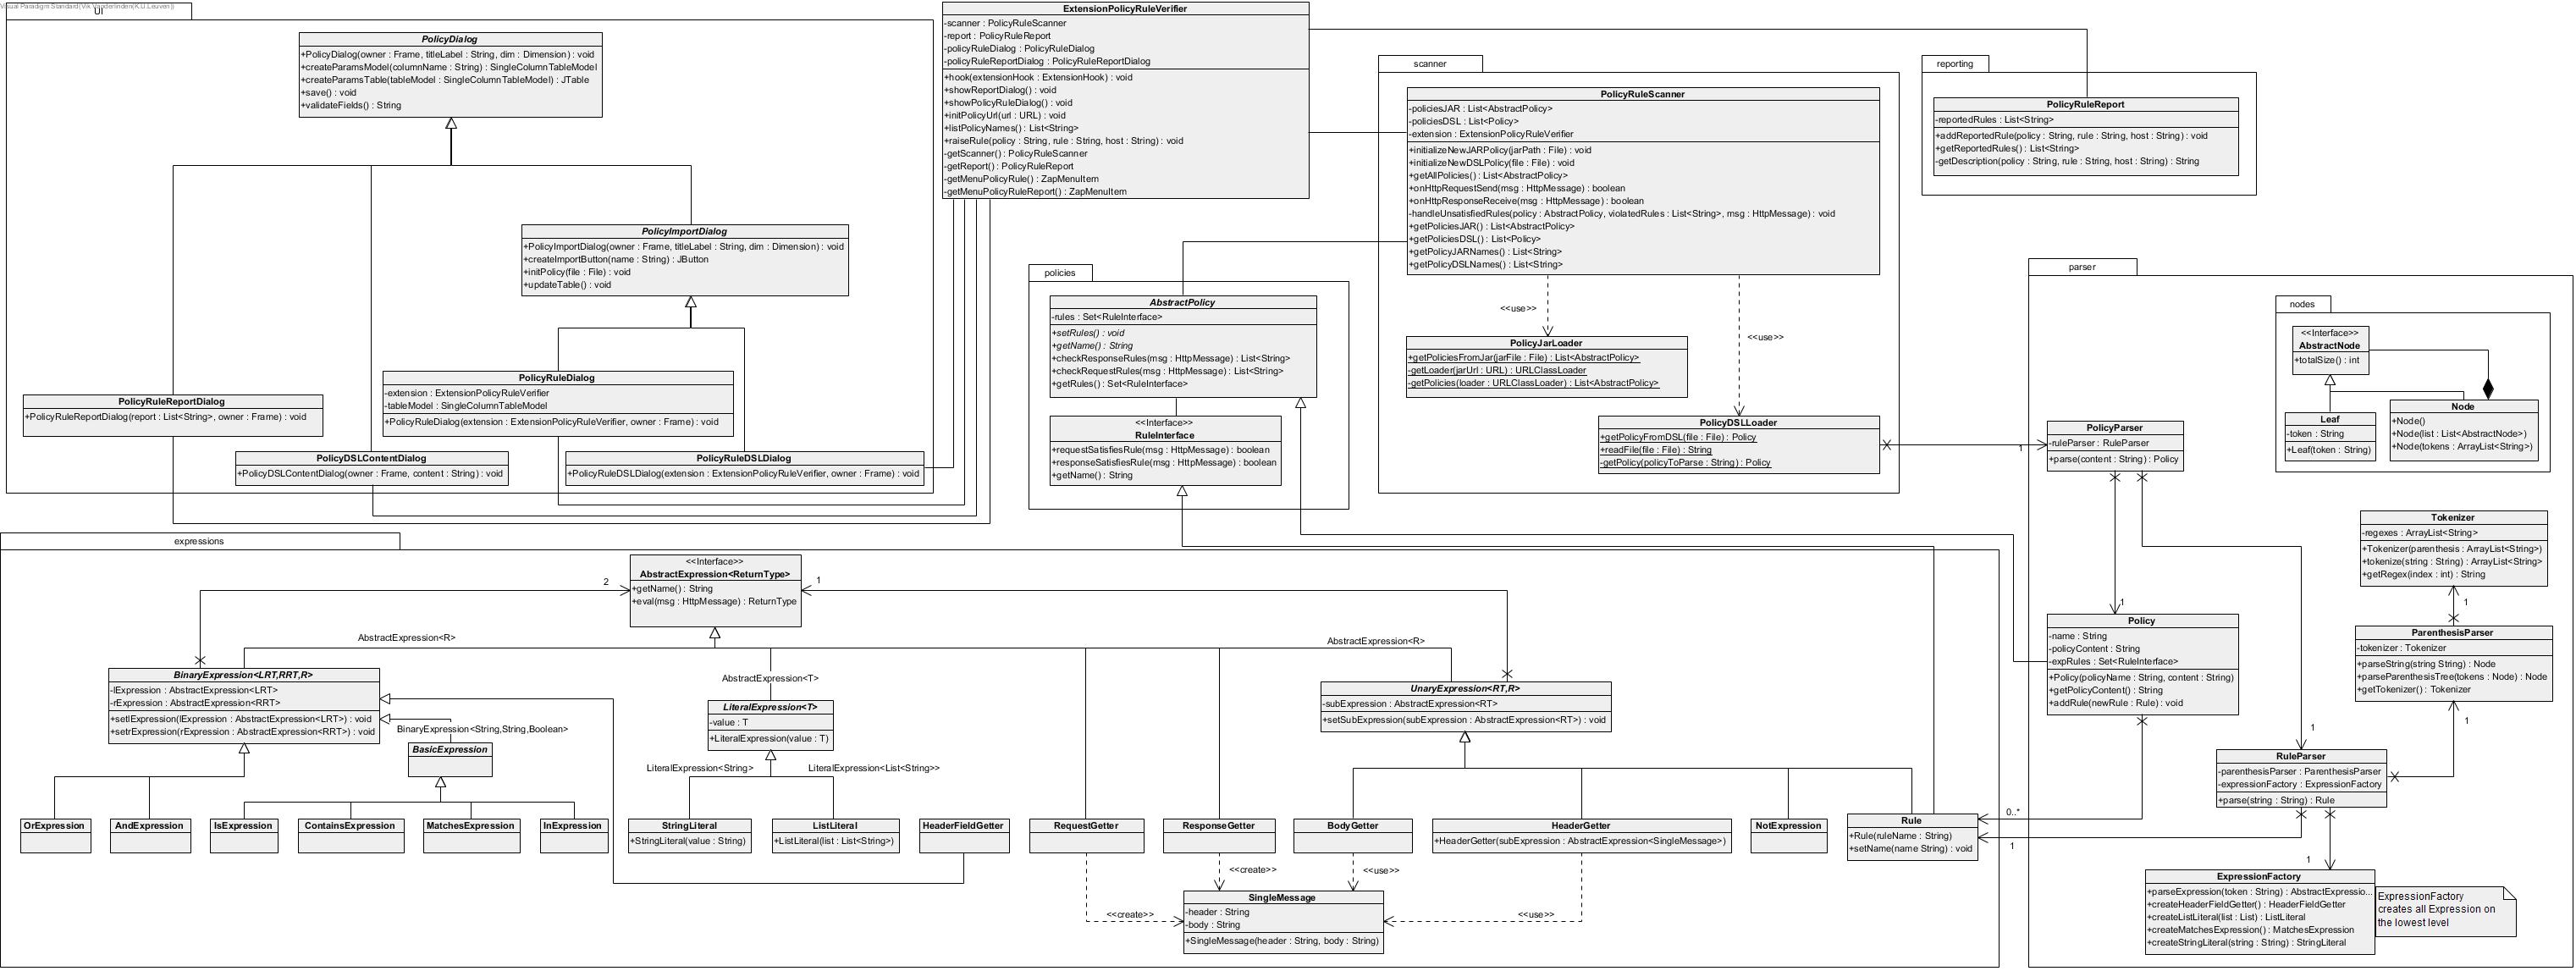 Visual Paradigm Standard(Vik Vanderlinden(K.U.Leuven))
UI
PolicyDialog
+PolicyDialog(owner : Frame, titleLabel : String, dim : Dimension) : void
+createParamsModel(columnName : String) : SingleColumnTableModel
+createParamsTable(tableModel : SingleColumnTableModel) : JTable
+save() : void
+validateFields() : String
PolicyImportDialog
+PolicyImportDialog(owner : Frame, titleLabel : String, dim : Dimension) : void
+createImportButton(name : String) : JButton
+initPolicy(file : File) : void
+updateTable() : void
PolicyRuleReportDialog
+PolicyRuleReportDialog(report : List<String>, owner : Frame) : void
PolicyRuleDialog
-extension : ExtensionPolicyRuleVerifier
-tableModel : SingleColumnTableModel
+PolicyRuleDialog(extension : ExtensionPolicyRuleVerifier, owner : Frame) : void
PolicyDSLContentDialog
+PolicyDSLContentDialog(owner : Frame, content : String) : void
PolicyRuleDSLDialog
+PolicyRuleDSLDialog(extension : ExtensionPolicyRuleVerifier, owner : Frame) : void
ExtensionPolicyRuleVerifier
-scanner : PolicyRuleScanner
-report : PolicyRuleReport
-policyRuleDialog : PolicyRuleDialog
-policyRuleReportDialog : PolicyRuleReportDialog
+hook(extensionHook : ExtensionHook) : void
+showReportDialog() : void
+showPolicyRuleDialog() : void
+initPolicyUrl(url : URL) : void
+listPolicyNames() : List<String>
+raiseRule(policy : String, rule : String, host : String) : void
-getScanner() : PolicyRuleScanner
-getReport() : PolicyRuleReport
-getMenuPolicyRule() : ZapMenuItem
-getMenuPolicyRuleReport() : ZapMenuItem
scanner
PolicyRuleScanner
-policiesJAR : List<AbstractPolicy>
-policiesDSL : List<Policy>
-extension : ExtensionPolicyRuleVerifier
+initializeNewJARPolicy(jarPath : File) : void
+initializeNewDSLPolicy(file : File) : void
+getAllPolicies() : List<AbstractPolicy>
+onHttpRequestSend(msg : HttpMessage) : boolean
+onHttpResponseReceive(msg : HttpMessage) : boolean
-handleUnsatisfiedRules(policy : AbstractPolicy, violatedRules : List<String>, msg : HttpMessage) : void
+getPoliciesJAR() : List<AbstractPolicy>
+getPoliciesDSL() : List<Policy>
+getPolicyJARNames() : List<String>
+getPolicyDSLNames() : List<String>
<<use>>
<<use>>
PolicyJarLoader
+getPoliciesFromJar(jarFile : File) : List<AbstractPolicy>
-getLoader(jarUrl : URL) : URLClassLoader
-getPolicies(loader : URLClassLoader) : List<AbstractPolicy>
PolicyDSLLoader
+getPolicyFromDSL(file : File) : Policy
+readFile(file : File) : String
-getPolicy(policyToParse : String) : Policy
reporting
PolicyRuleReport
-reportedRules : List<String>
+addReportedRule(policy : String, rule : String, host : String) : void
+getReportedRules() : List<String>
-getDescription(policy : String, rule : String, host : String) : String
policies
AbstractPolicy
-rules : Set<RuleInterface>
+setRules() : void
+getName() : String
+checkResponseRules(msg : HttpMessage) : List<String>
+checkRequestRules(msg : HttpMessage) : List<String>
+getRules() : Set<RuleInterface>
<<Interface>>
RuleInterface
+requestSatisfiesRule(msg : HttpMessage) : boolean
+responseSatisfiesRule(msg : HttpMessage) : boolean
+getName() : String
parser
nodes
<<Interface>>
AbstractNode
+totalSize() : int
Leaf
-token : String
+Leaf(token : String)
Node
+Node()
+Node(list : List<AbstractNode>)
+Node(tokens : ArrayList<String>)
1
PolicyParser
-ruleParser : RuleParser
+parse(content : String) : Policy
Tokenizer
-regexes : ArrayList<String>
+Tokenizer(parenthesis : ArrayList<String>)
+tokenize(string : String) : ArrayList<String>
+getRegex(index : int) : String
1
1
Policy
-name : String
-policyContent : String
-expRules : Set<RuleInterface>
+Policy(policyName : String, content : String)
+getPolicyContent() : String
+addRule(newRule : Rule) : void
ParenthesisParser
-tokenizer : Tokenizer
+parseString(string String) : Node
+parseParenthesisTree(tokens : Node) : Node
+getTokenizer() : Tokenizer
1
1
RuleParser
-parenthesisParser : ParenthesisParser
-expressionFactory : ExpressionFactory
+parse(string : String) : Rule
0..*
1
1
ExpressionFactory
+parseExpression(token : String) : AbstractExpressio...
+createHeaderFieldGetter() : HeaderFieldGetter
+createListLiteral(list : List) : ListLiteral
+createMatchesExpression() : MatchesExpression
+createStringLiteral(string : String) : StringLiteral
ExpressionFactory
creates all Expression on
the lowest level
expressions
<<Interface>>
AbstractExpression<ReturnType>
+getName() : String
+eval(msg : HttpMessage) : ReturnType
2
1
AbstractExpression<R>
AbstractExpression<R>
AbstractExpression<T>
BinaryExpression<LRT,RRT,R>
-lExpression : AbstractExpression<LRT>
-rExpression : AbstractExpression<RRT>
+setlExpression(lExpression : AbstractExpression<LRT>) : void
+setrExpression(rExpression : AbstractExpression<RRT>) : void
BinaryExpression<String,String,Boolean>
BasicExpression
LiteralExpression<T>
-value : T
+LiteralExpression(value : T)
LiteralExpression<String>
LiteralExpression<List<String>>
UnaryExpression<RT,R>
-subExpression : AbstractExpression<RT>
+setSubExpression(subExpression : AbstractExpression<RT>) : void
OrExpression
AndExpression
IsExpression
ContainsExpression
MatchesExpression
InExpression
StringLiteral
+StringLiteral(value : String)
ListLiteral
+ListLiteral(list : List<String>)
HeaderFieldGetter
RequestGetter
ResponseGetter
BodyGetter
HeaderGetter
+HeaderGetter(subExpression : AbstractExpression<SingleMessage>)
NotExpression
Rule
+Rule(ruleName : String)
+setName(name String) : void
<<create>>
<<use>>
<<create>>
<<use>>
SingleMessage
-header : String
-body : String
+SingleMessage(header : String, body : String)